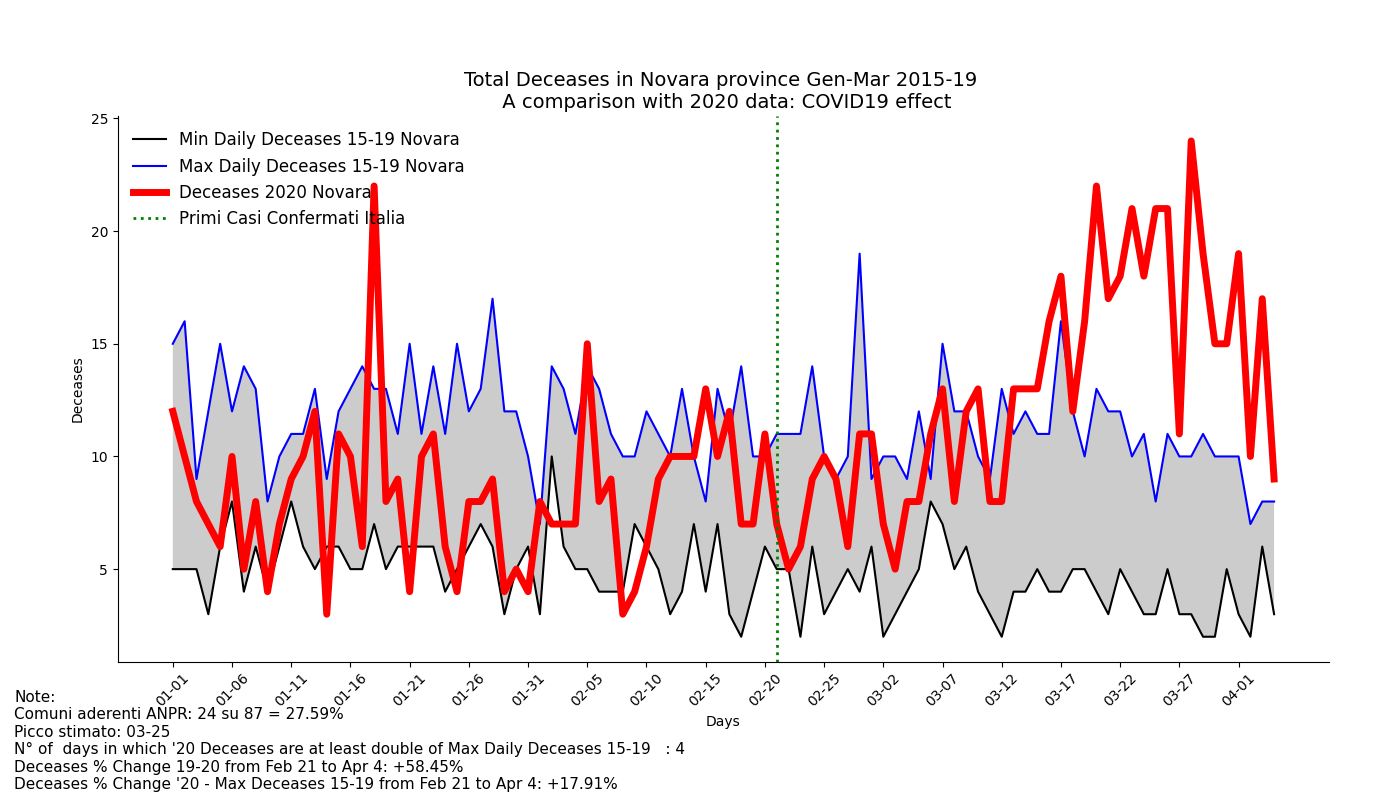 Total Deceases in Novara province Gen-Mar 2015-19
A comparison with 2020 data: COVID19 effect
25
20
15
10
5
Deceases
Min Daily Deceases 15-19 Novara
Max Daily Deceases 15-19 Novara
Deceases 2020 Novara
Primi Casi Confermati Italia
01-01
01-06
01-11
01-16
01-21
01-26
01-31
02-05
02-10
02-15
02-20
02-25
03-02
03-07
03-12
03-17
03-22
03-27
04-01
Days
Note:
Comuni aderenti ANPR: 24 su 87 = 27.59%
Picco stimato: 03-25
N° of  days in which '20 Deceases are at least double of Max Daily Deceases 15-19   : 4
Deceases % Change 19-20 from Feb 21 to Apr 4: +58.45%
Deceases % Change '20 - Max Deceases 15-19 from Feb 21 to Apr 4: +17.91%